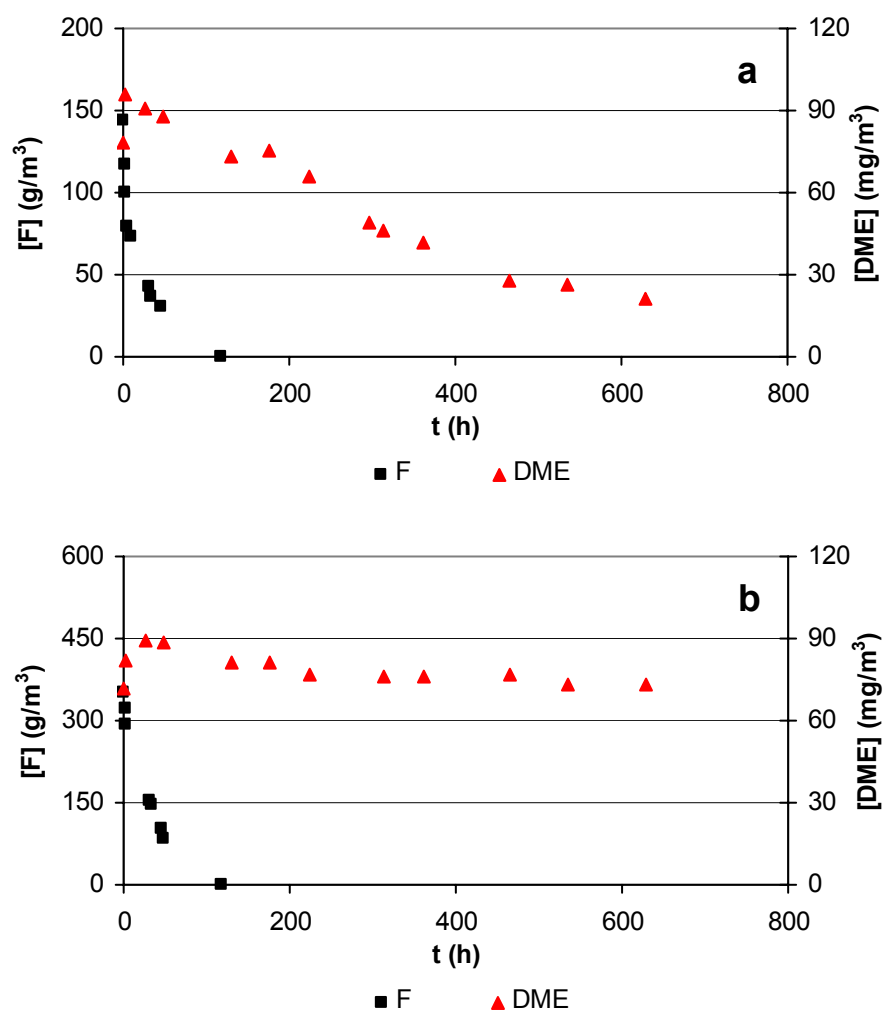 a
[F] (g/m³)
[DME] (mg/m³)
200 120
150 90
100 60
50 30
0 0
0 200 400 600 800
t (h)
F DME
b
[F] (g/m³)
[DME] (mg/m³)
600 120
450 90
300 60
150 30
0 0
0 200 400 600 800
t (h)
F DME